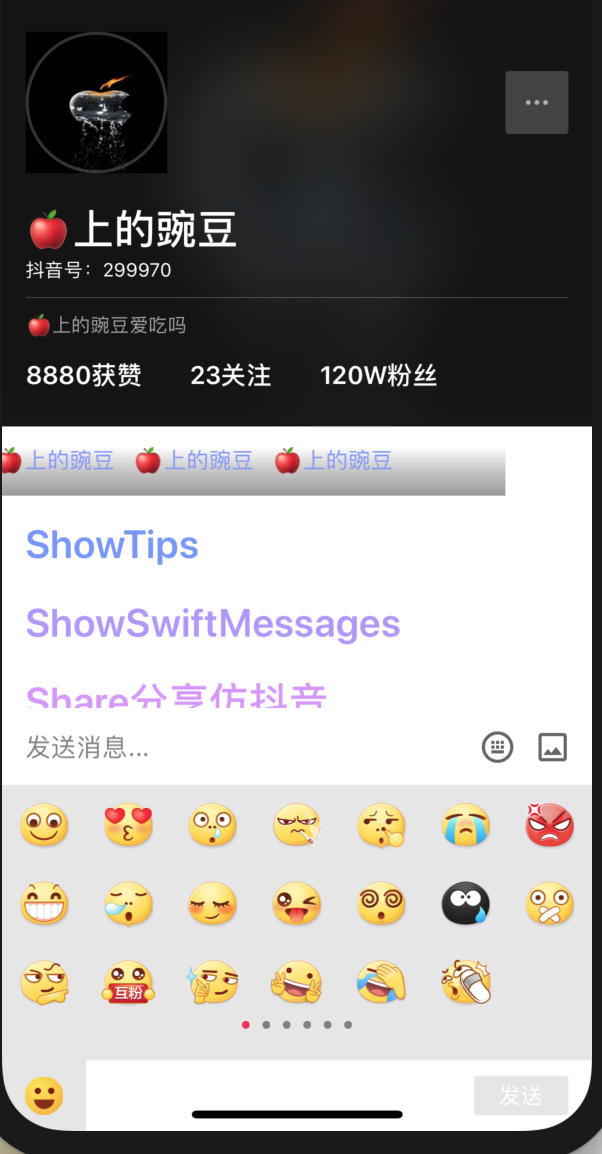 🍎上的豌豆
抖音号：299970
🍎上的豌豆爱吃吗
8880获赞 23关注 120W粉丝
🍎上的豌豆 🍎上的豌豆 🍎上的豌豆
ShowTips
ShowSwiftMessages
Share分享仿抖音
发送消息...
互粉
发送